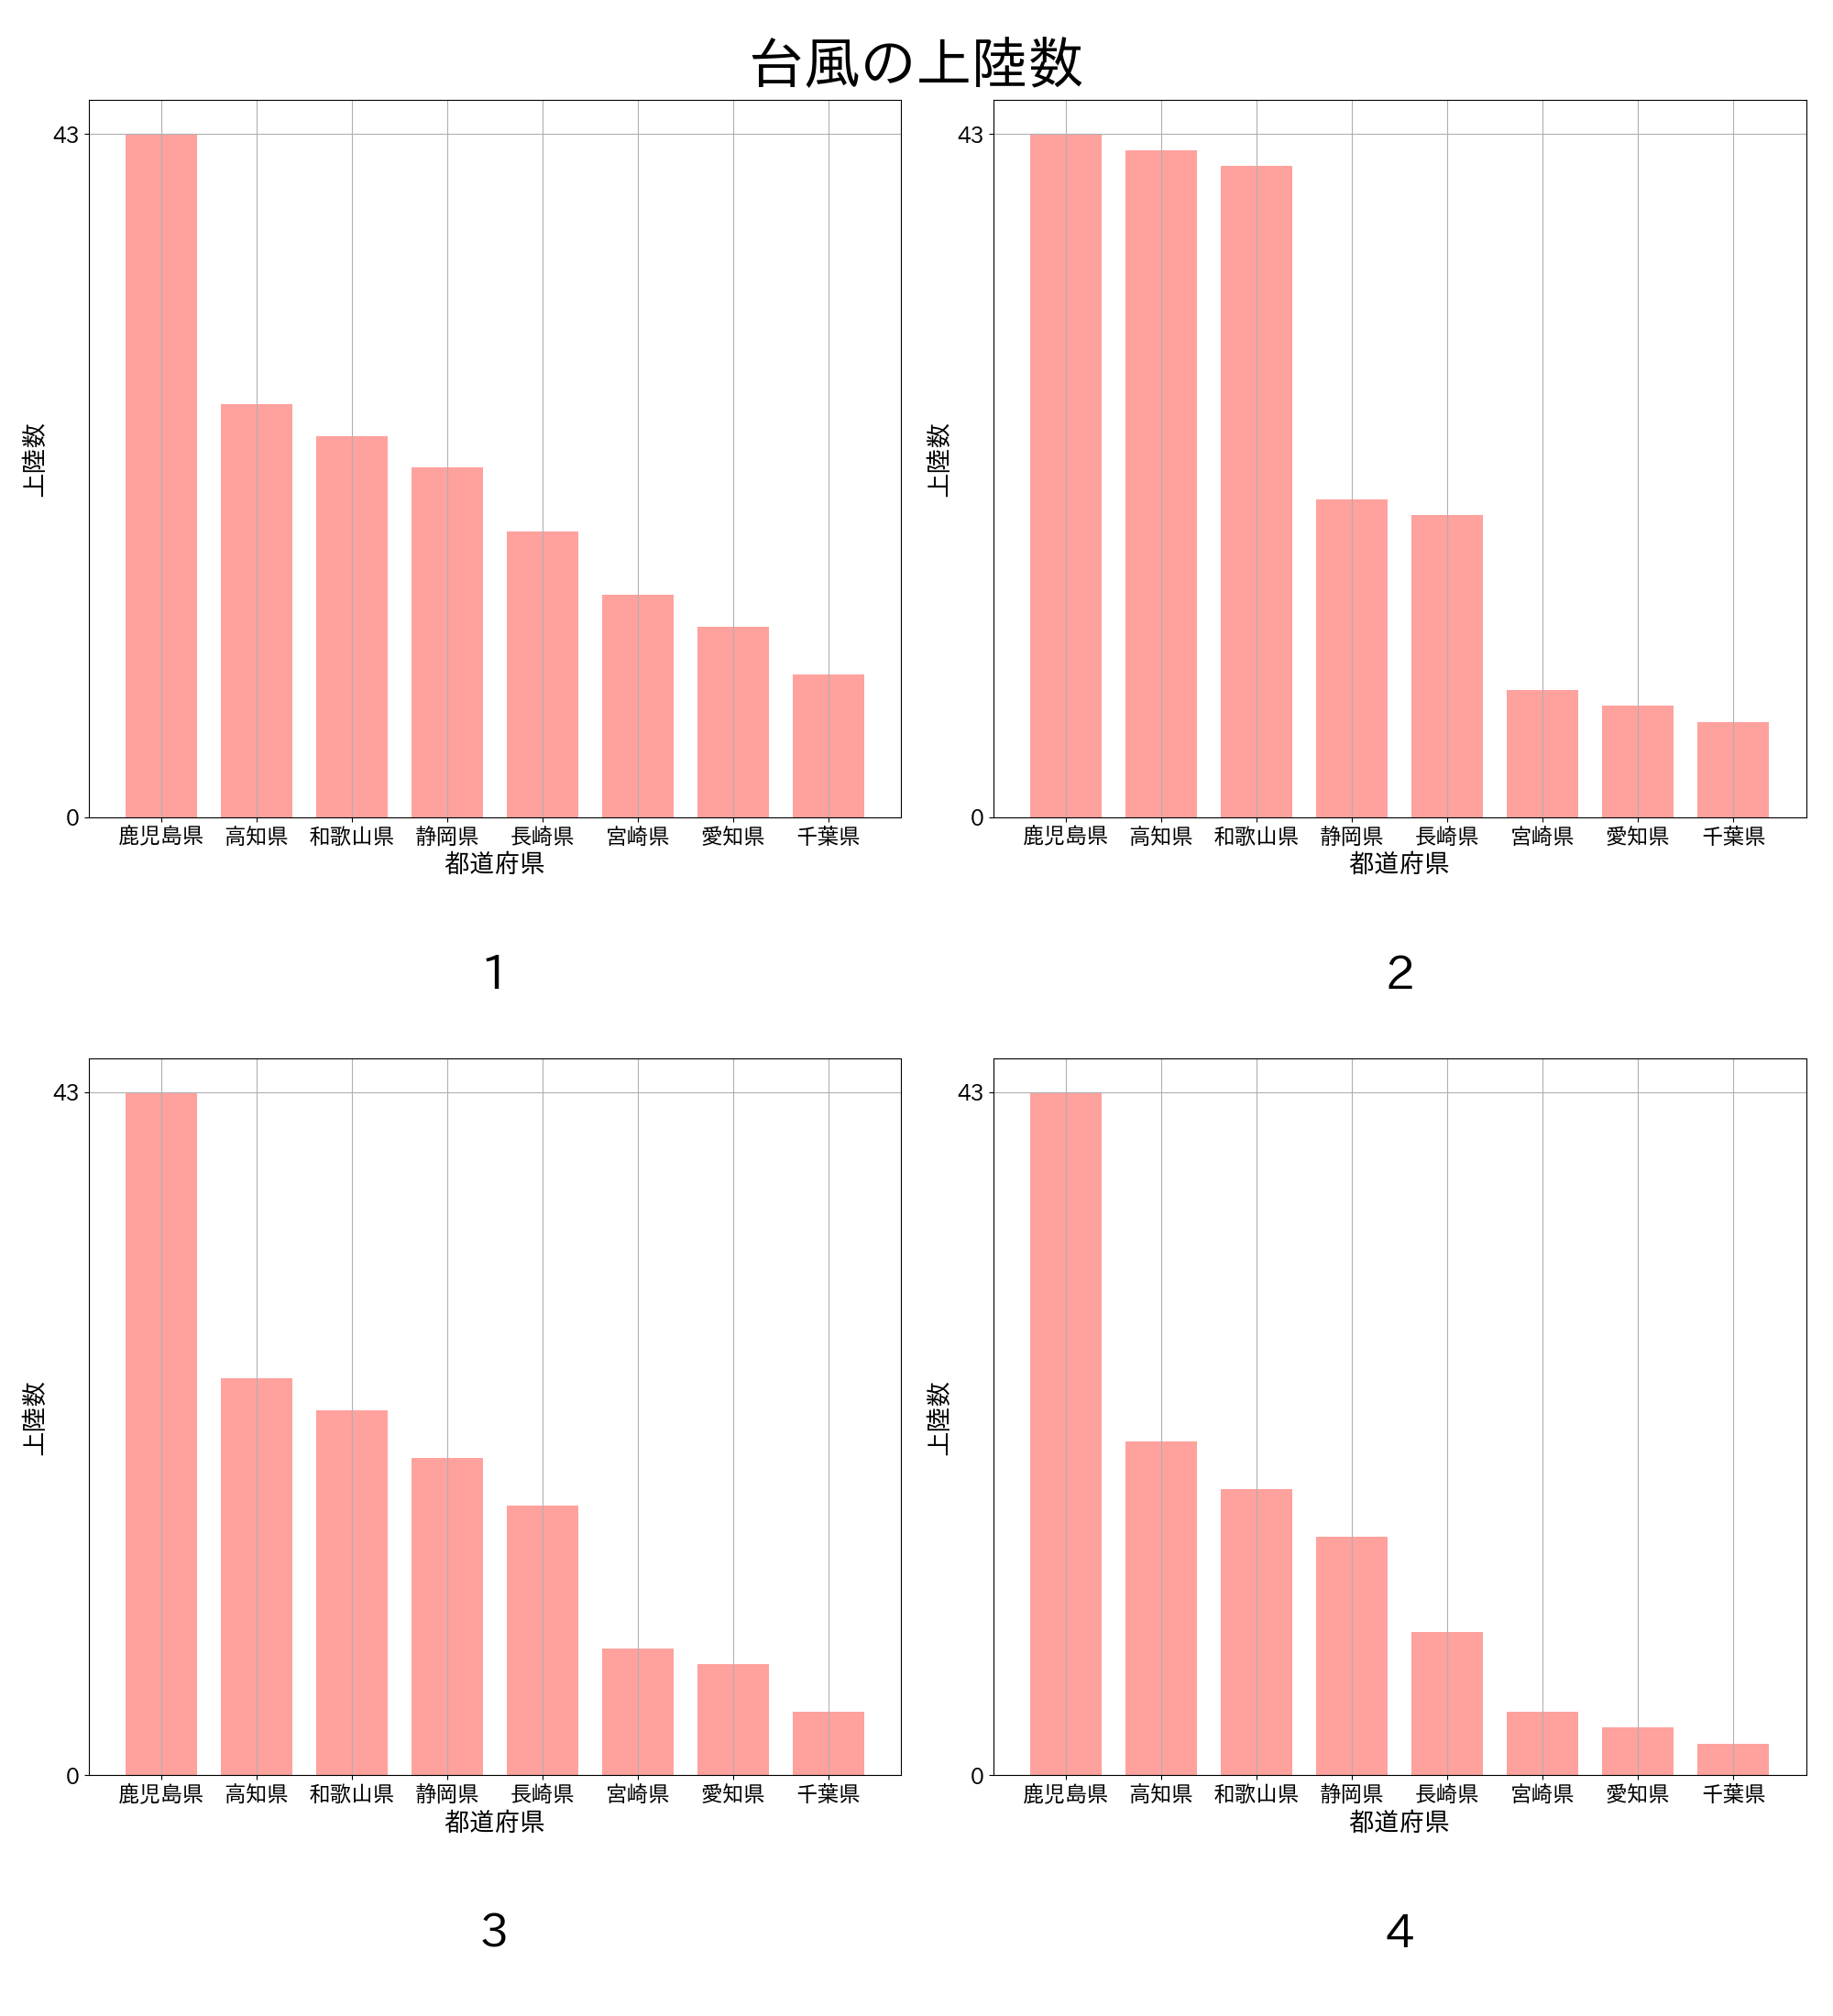 台風の上陸数
43
0
上陸数
鹿児島県 高知県 和歌山県 静岡県 長崎県 宮崎県 愛知県 千葉県
都道府県
1
43
0
上陸数
鹿児島県 高知県 和歌山県 静岡県 長崎県 宮崎県 愛知県 千葉県
都道府県
2
43
0
上陸数
鹿児島県 高知県 和歌山県 静岡県 長崎県 宮崎県 愛知県 千葉県
都道府県
3
43
0
上陸数
鹿児島県 高知県 和歌山県 静岡県 長崎県 宮崎県 愛知県 千葉県
都道府県
4